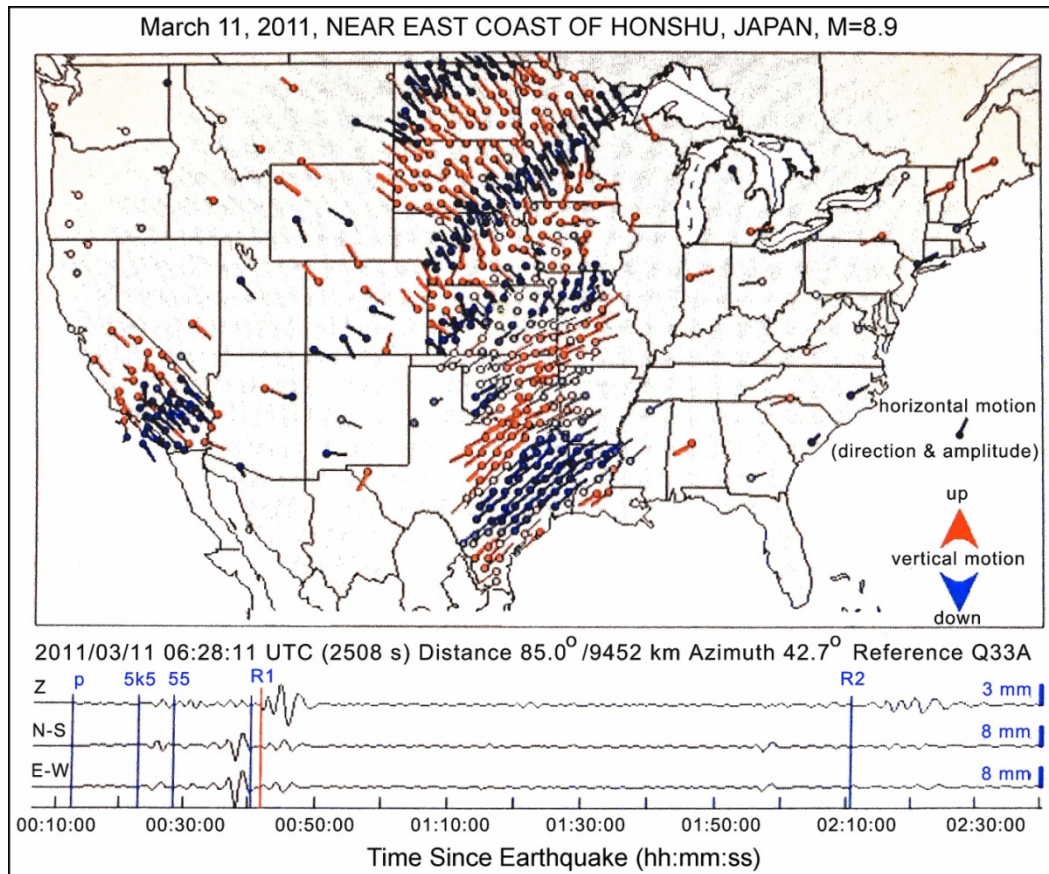 March 11, 2011, NEAR EAST COAST OF HONSHU, JAPAN, M=8.9
horizontal motion
(direction & amplitude)
up
vertical motion
down
2011/03/11 06:28:11 UTC (2508 s) Distance 85.0° /9452 km Azimuth 42.7° Reference Q33A
p 5k5 55 R1 R2
Z 3 mm
N-S 8 mm
E-W 8 mm
00:10:00 00:30:00 00:50:00 01:10:00 01:30:00 01:50:00 02:10:00 02:30:00
Time Since Earthquake (hh:mm:ss)